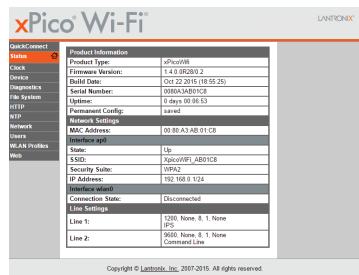 xPico® Wi-Fi®
LANTRONIX®
QuickConnect
Status
Clock
Device
Diagnostics
File System
HTTP
NTP
Network
Users
WLAN Profiles
Web
Product Information
Product Type: xPicoWifi
Firmware Version: 1.4.0.0R28/0.2
Build Date: Oct 22 2015 (18:55:25)
Serial Number: 0080A3AB01C8
Uptime: 0 days 00:06:53
Permanent Config: saved
Network Settings
MAC Address: 00:80:A3:AB:01:C8
Interface ap0
State: Up
SSID: XpicoWiFi_AB01C8
Security Suite: WPA2
IP Address: 192.168.0.1/24
Interface wlan0
Connection State: Disconnected
Line Settings
Line 1: 1200, None, 8, 1, None
IPS
Line 2: 9600, None, 8, 1, None
Command Line
Copyright © Lantronix, Inc. 2007-2015. All rights reserved.